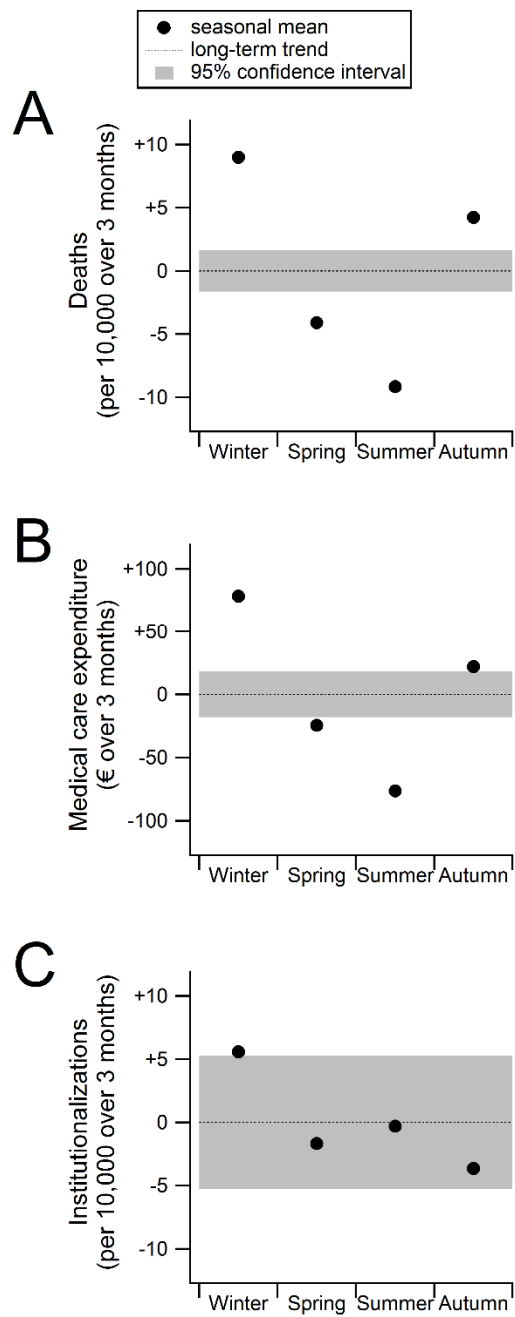 seasonal mean
long-term trend
95% confidence interval
A
Deaths
(per 10,000 over 3 months)
+10
+5
0
-5
-10
Winter Spring Summer Autumn
B
Medical care expenditure
(€ over 3 months)
+100
+50
0
-50
-100
Winter Spring Summer Autumn
C
Institutionalizations
(per 10,000 over 3 months)
+10
+5
0
-5
-10
Winter Spring Summer Autumn